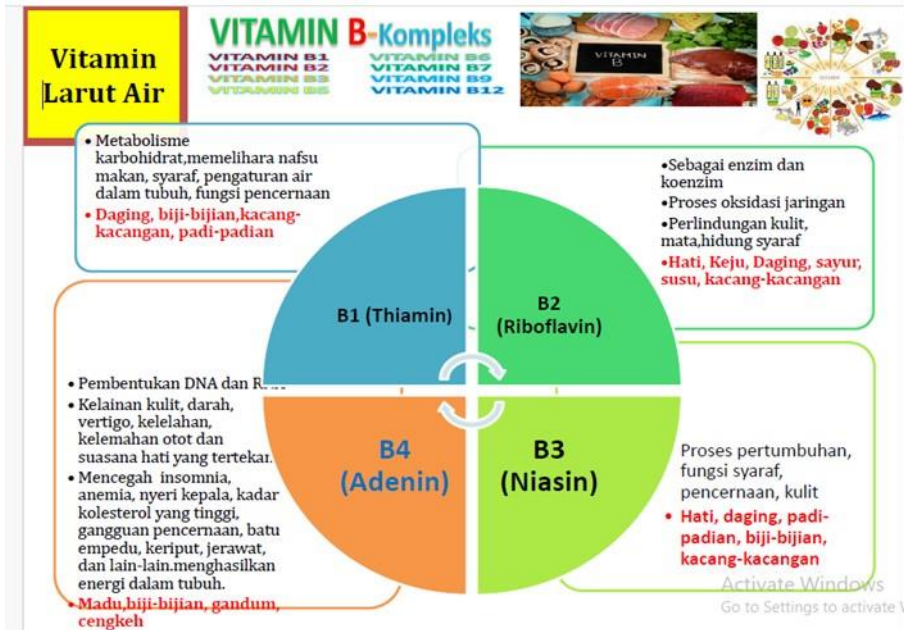 Vitamin
Larut Air
VITAMIN B-Kompleks
VITAMIN B1
VITAMIN B2
VITAMIN B3
VITAMIN B5
VITAMIN B6
VITAMIN B7
VITAMIN B9
VITAMIN B12
VITAMIN
B
• Metabolisme
karbohidrat,memelihara nafsu
makan, syaraf, pengaturan air
dalam tubuh, fungsi pencernaan
• Daging, biji-bijian,kacang-
kacangan, padi-padian
•Sebagai enzim dan
koenzim
•Proses oksidasi jaringan
•Perlindungan kulit,
mata,hidung syaraf
•Hati, Keju, Daging, sayur,
susu, kacang-kacangan
B1 (Thiamin)
B2
(Riboflavin)
• Pembentukan DNA dan
• Kelainan kulit, darah,
vertigo, kelelahan,
kelemahan otot dan
suasana hati yang tertekan
• Mencegah insomnia,
anemia, nyeri kepala, kadar
kolesterol yang tinggi,
gangguan pencernaan, batu
empedu, keriput, jerawat,
dan lain-lain.menghasilkan
energi dalam tubuh.
• Madu,biji-bijian, gandum,
cengkeh
B4
(Adenin)
B3
(Niasin)
Proses pertumbuhan,
fungsi syaraf,
pencernaan, kulit
• Hati, daging, padi-
padian, biji-bijian,
kacang-kacangan
Activate Windows
Go to Settings to activate